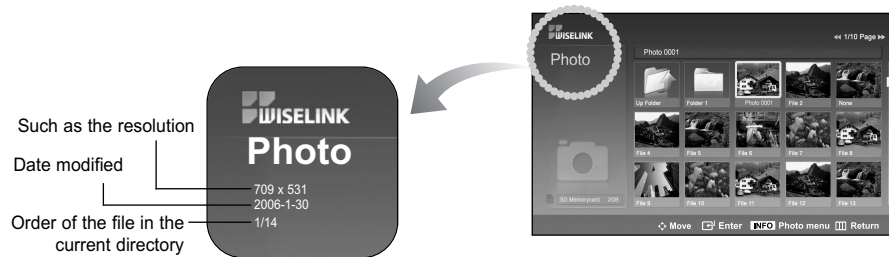 Such as the resolution
Date modified
Order of the file in the
current directory
WISELINK
Photo
709 x 531
2006-1-30
1/14
WISELINK
Photo
1/10 Page
Photo 0001
Up Folder
Folder 1
Photo 0001
File 2
None
File 4
File 5
File 6
File 7
File 8
File 9
File 10
File 11
File 12
File 13
SD Memorycard 2GB
Move Enter INFO Photo menu Return